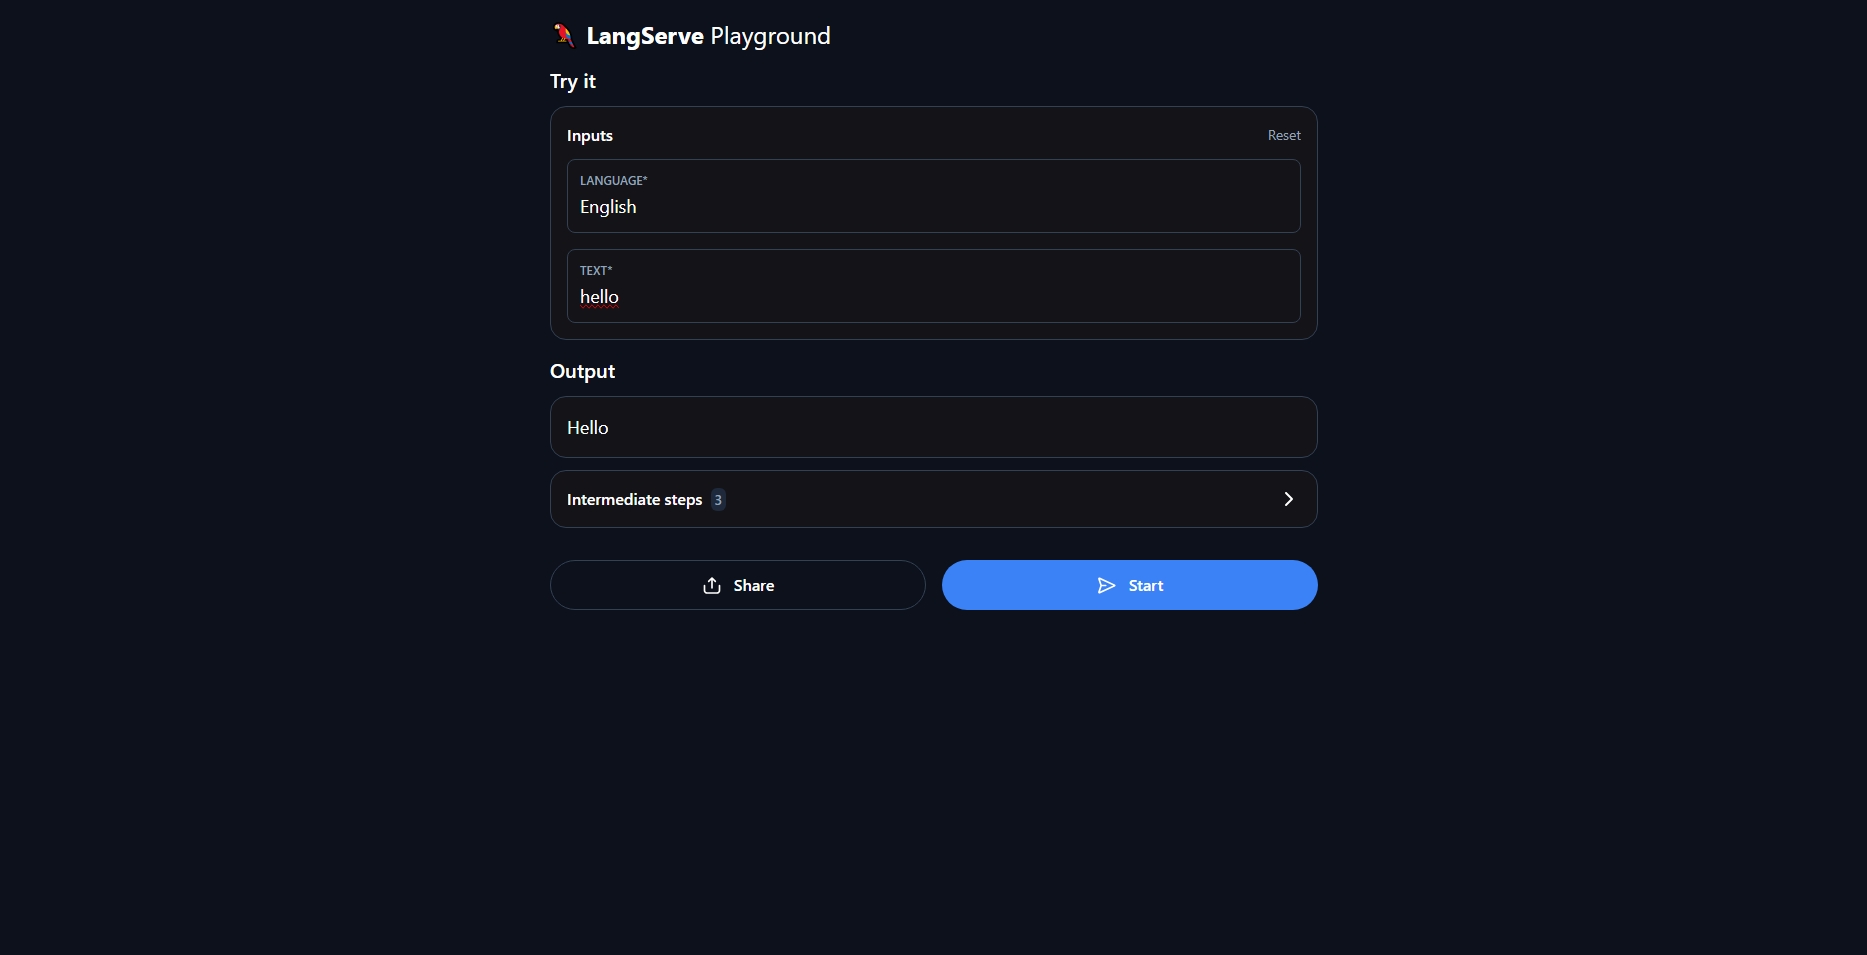 LangServe Playground
Try it
Inputs
Reset
LANGUAGE*
English
TEXT*
hello
Output
Hello
Intermediate steps 3
Share
Start